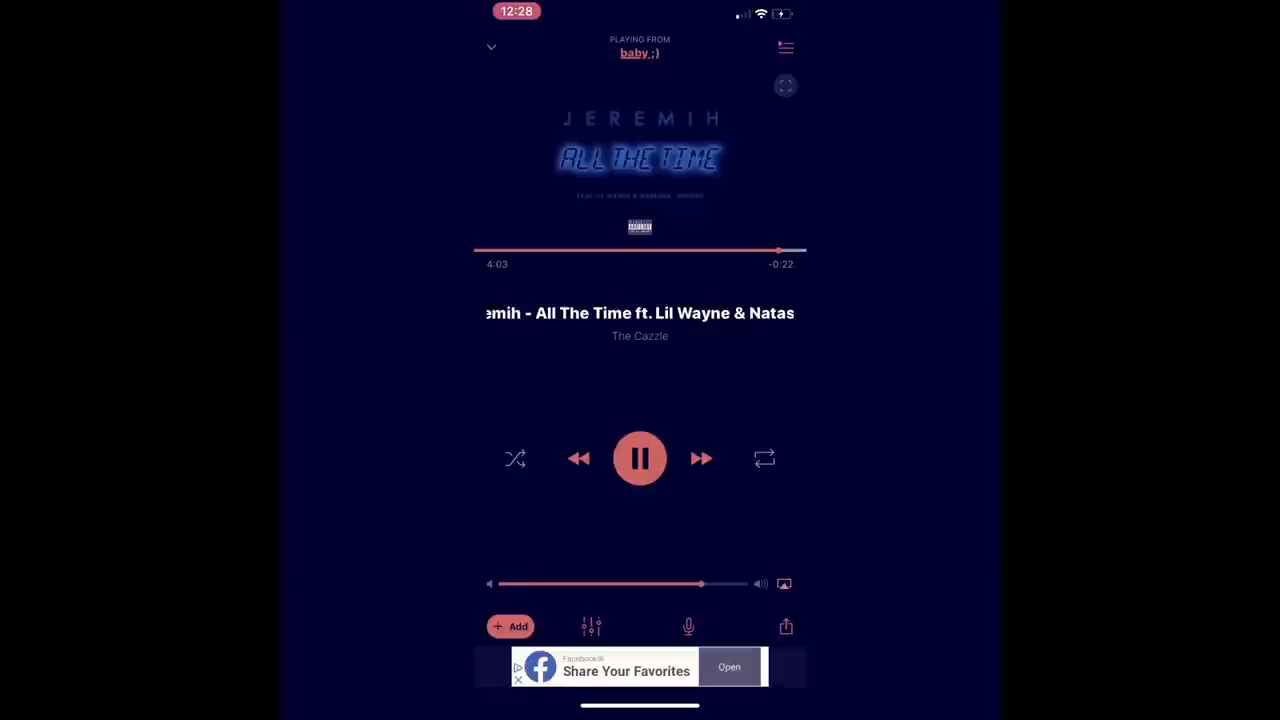 12:28
PLAYING FROM
baby ;)
JEREMIH
ALL THE TIME
4:03
-0:22
emih - All The Time ft. Lil Wayne & Natas
The Cazzle
+ Add
Facebook®
Share Your Favorites
Open